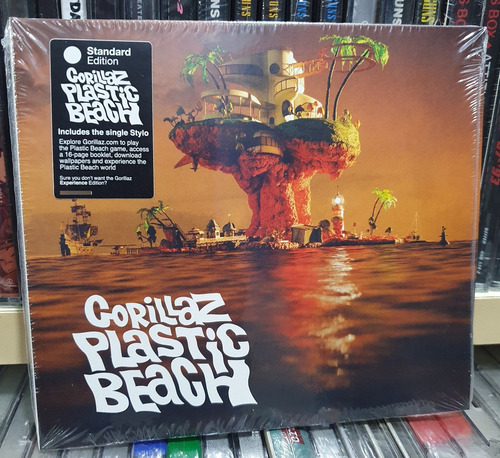 Standard
Edition
GORILLAZ
PLASTIC
BEACH
Includes the single Stylo
Explore Gorillaz.com to play
the Plastic Beach game, access
a 16-page booklet, download
wallpapers and experience the
Plastic Beach world
Sure you don't want the Gorillaz
Experience Edition?
GORILLAZ
PLASTIC
BEACH